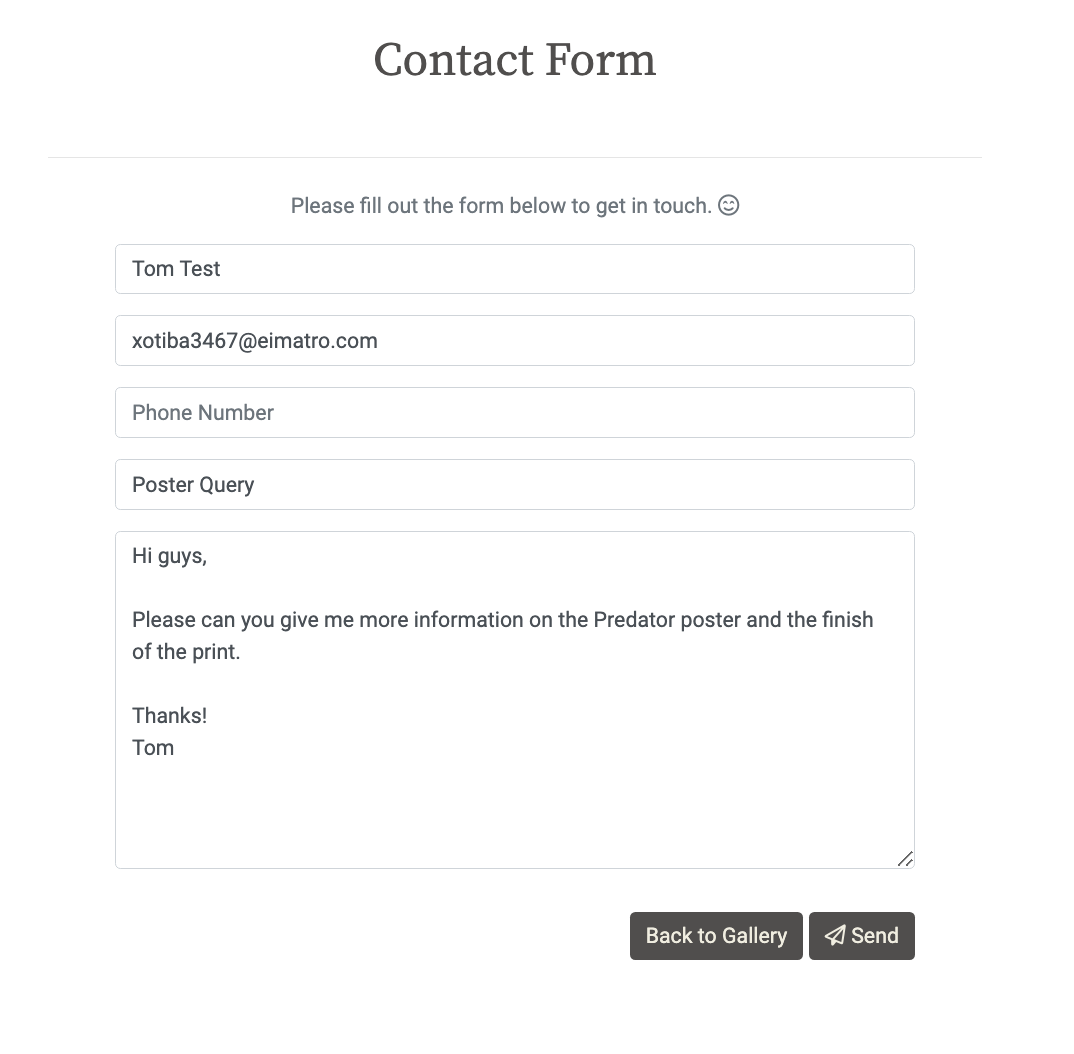 Contact Form
Please fill out the form below to get in touch.
Tom Test
xotiba3467@eimatro.com
Phone Number
Poster Query
Hi guys,
Please can you give me more information on the Predator poster and the finish
of the print.
Thanks!
Tom
Back to Gallery
Send